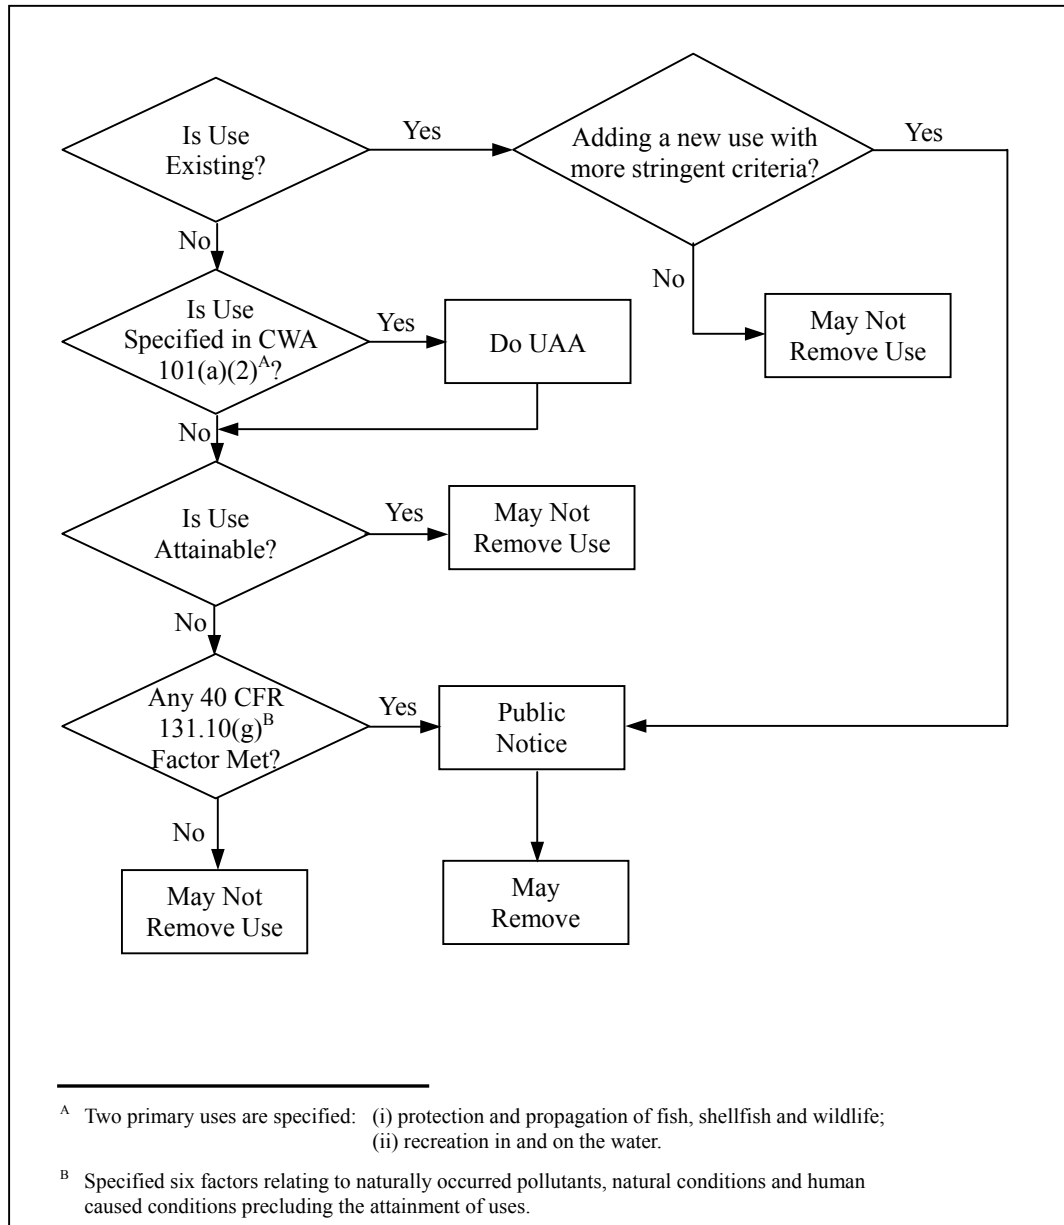 Is Use
Existing?
Yes
Adding a new use with
more stringent criteria?
Yes
No
No
May Not
Remove Use
Is Use
Specified in CWA
101(a)(2)A?
Yes
Do UAA
No
Is Use
Attainable?
Yes
May Not
Remove Use
No
Any 40 CFR
131.10(g)B
Factor Met?
Yes
Public
Notice
No
May Not
Remove Use
May
Remove
A Two primary uses are specified: (i) protection and propagation of fish, shellfish and wildlife;
(ii) recreation in and on the water.
B Specified six factors relating to naturally occurred pollutants, natural conditions and human
caused conditions precluding the attainment of uses.